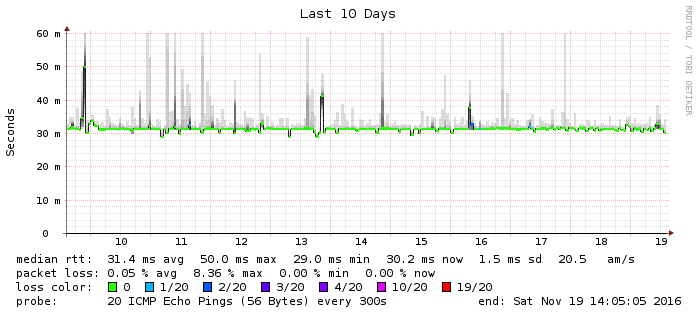 Last 10 Days
RRDTOOL / TOBI OETIKER
Seconds
60 m
50 m
40 m
30 m
20 m
10 m
0
10 11 12 13 14 15 16 17 18 19
median rtt: 31.4 ms avg 50.0 ms max 29.0 ms min 30.2 ms now 1.5 ms sd 20.5 am/s
packet loss: 0.05 % avg 8.36 % max 0.00 % min 0.00 % now
loss color: 0 1/20 2/20 3/20 4/20 10/20 19/20
probe: 20 ICMP Echo Pings (56 Bytes) every 300s end: Sat Nov 19 14:05:05 2016